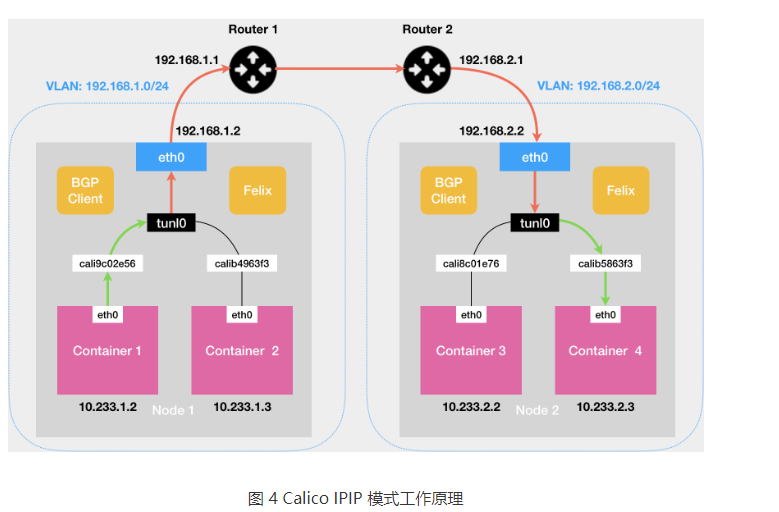 Router 1
Router 2
192.168.1.1
192.168.2.1
VLAN: 192.168.1.0/24
VLAN: 192.168.2.0/24
192.168.1.2
192.168.2.2
eth0
eth0
BGP
Client
Felix
BGP
Client
Felix
tunl0
tunl0
cali9c02e56
calib4963f3
cali8c01e76
calib5863f3
eth0
eth0
eth0
eth0
Container 1
Container 2
Container 3
Container 4
10.233.1.2
Node 1
10.233.1.3
10.233.2.2
Node 2
10.233.2.3
图 4 Calico IPIP 模式工作原理